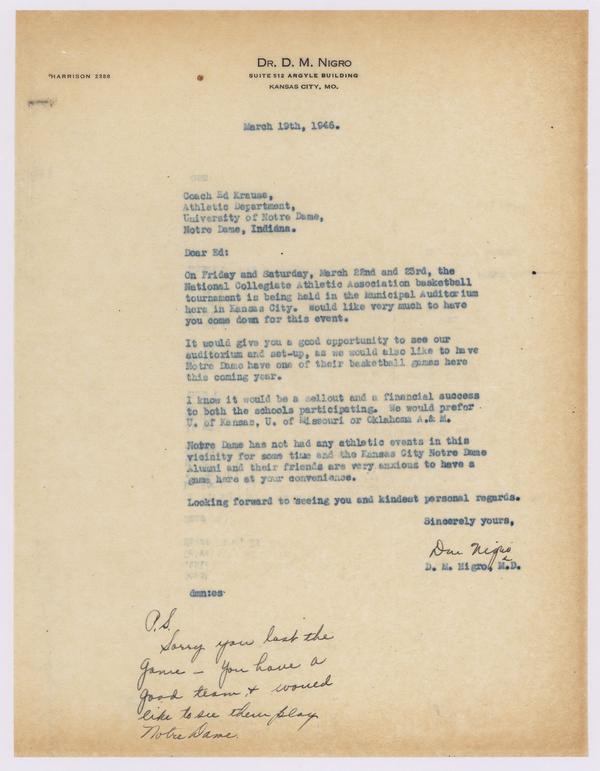 DR. D. M. NIGRO
HARRISON 2388
SUITE 512 ARGYLE BUILDING
KANSAS CITY, MO.
March 19th, 1946.
Coach Ed Krause,
Athletic Department,
University of Notre Dame,
Notre Dame, Indiana.
Dear Ed:
On Friday and Saturday, March 22nd and 23rd, the
National Collegiate Athletic Association basketball
tournament is being held in the Municipal Auditorium
here in Kansas City. Would like very much to have
you come down for this event.
It would give you a good opportunity to see our
auditorium and set-up, as we would also like to have
Notre Dame have one of their basketball games here
this coming year.
I know it would be a sellout and a financial success
to both the schools participating. We would prefer
U. of Kansas, U. of Missouri or Oklahoma A.& M.
Notre Dame has not had any athletic events in this
vicinity for some time and the Kansas City Notre Dame
Alumni and their friends are very anxious to have a
game here at your convenience.
Looking forward to seeing you and kindest personal regards.
Sincerely yours,
Doc Nigro
D. M. Nigro, M.D.
dmn:es
P.S.
Sorry you lost the
game - You have a
good team & would
like to see them play
Notre Dame.